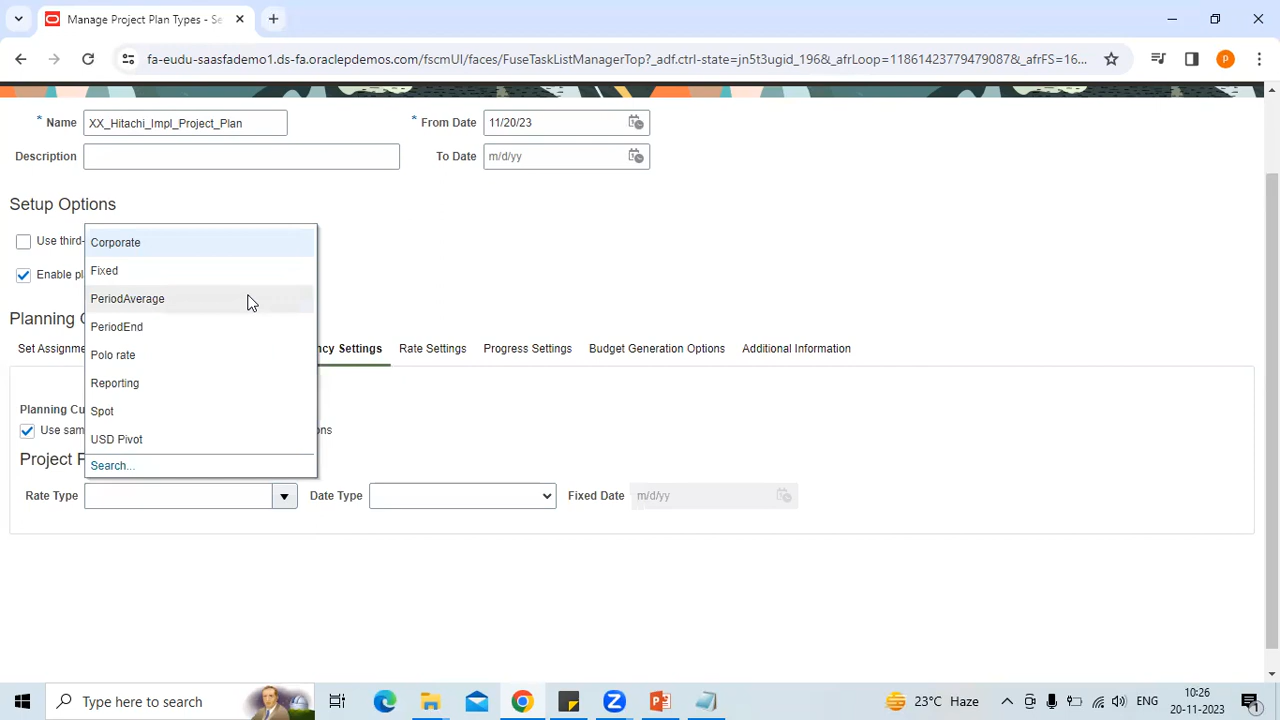 Manage Project Plan Types - Se
fa-eudu-saasfademo1.ds-fa.oraclepdemos.com/fscmUI/faces/FuseTaskListManagerTop?_adf.ctrl-state=jn5t3ugid_196&_afrLoop=11861423779479087&_afrFS=16...
P
* Name XX_Hitachi_Impl_Project_Plan * From Date 11/20/23
Description To Date m/d/yy
Setup Options
Use third-
Enable pl
Corporate
Fixed
PeriodAverage
PeriodEnd
Polo rate
Reporting
Spot
USD Pivot
Search...
Planning
Set Assignme ncy Settings Rate Settings Progress Settings Budget Generation Options Additional Information
Planning Cu
Use sam ons
Project F
Rate Type Date Type Fixed Date m/d/yy
Type here to search
23°C Haze
ENG
10:26
20-11-2023
1